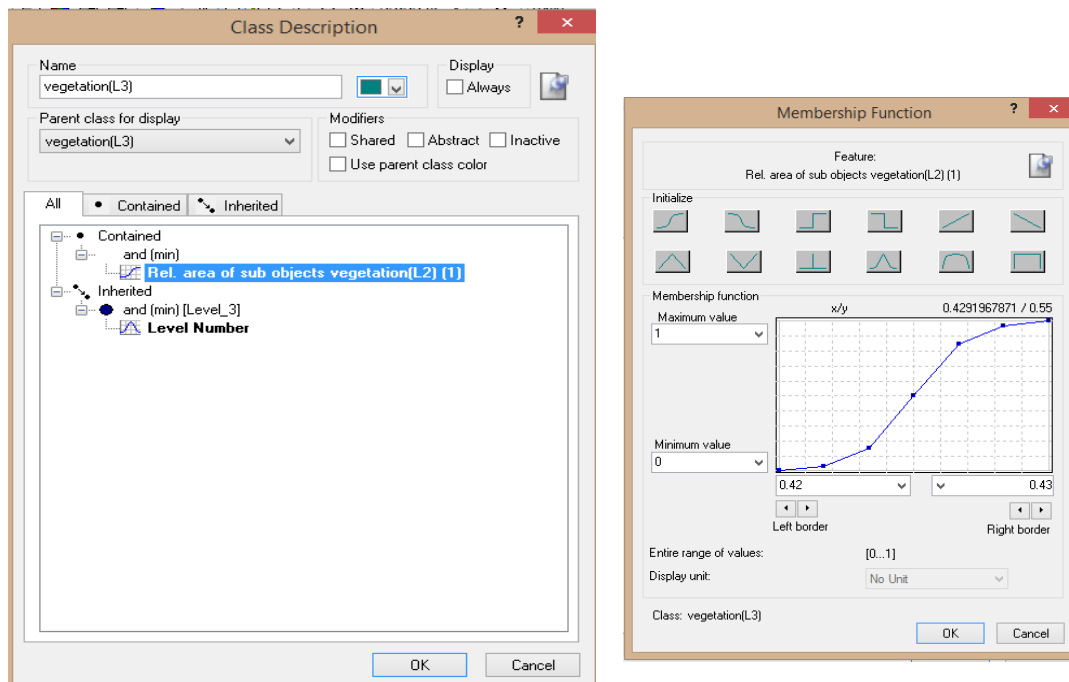 Class Description
?
×
Name
vegetation(L3)
Display
Always
Parent class for display
vegetation(L3)
Modifiers
Shared Abstract Inactive
Use parent class color
All Contained Inherited
Contained
and (min)
Rel. area of sub objects vegetation(L2) (1)
Inherited
and (min) [Level_3]
Level Number
OK Cancel
Membership Function
?
×
Feature:
Rel. area of sub objects vegetation(L2) (1)
Initialize
Membership function
Maximum value
1
x/y 0.4291967871 / 0.55
Minimum value
0
0.42 0.43
Left border Right border
Entire range of values: [0...1]
Display unit: No Unit
Class: vegetation(L3)
OK Cancel